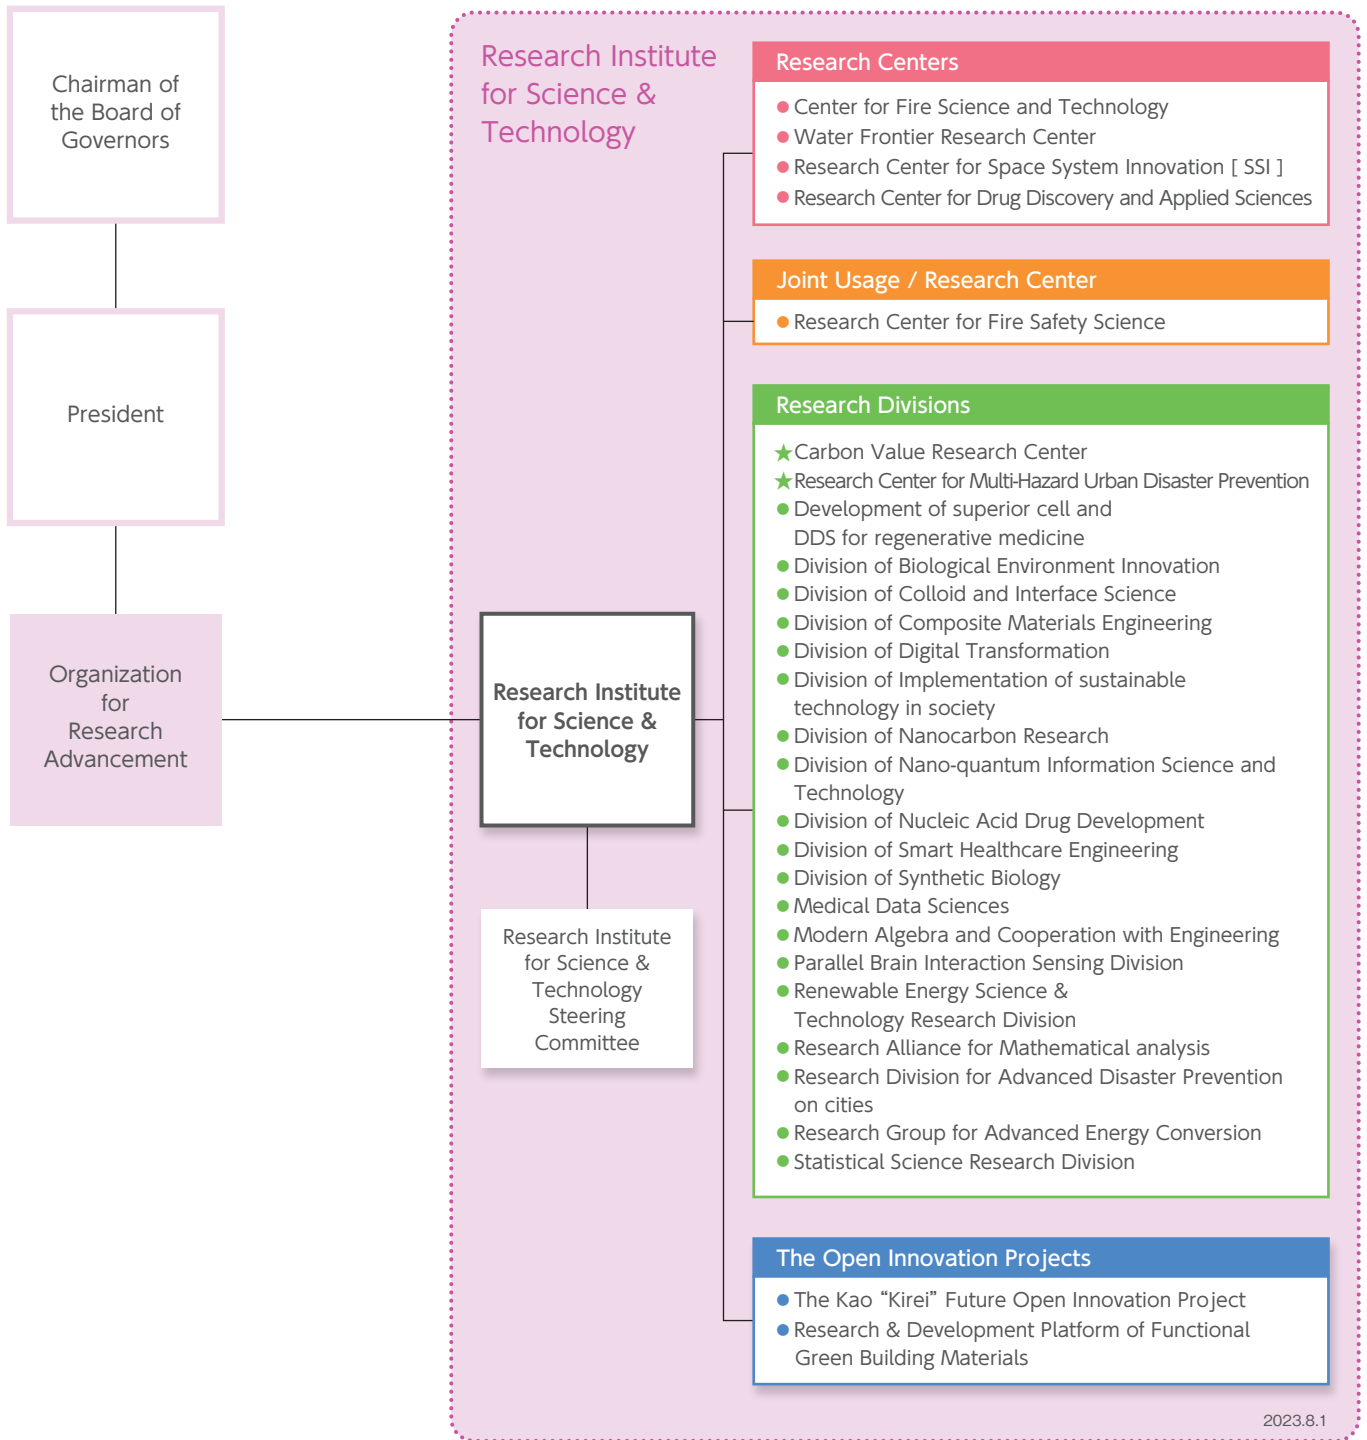 Chairman of
the Board of
Governors
President
Organization
for
Research
Advancement
Research Institute
for Science &
Technology
Research Institute
for Science &
Technology
Research Institute
for Science &
Technology
Steering
Committee
Research Centers
● Center for Fire Science and Technology
● Water Frontier Research Center
● Research Center for Space System Innovation [ SSI ]
● Research Center for Drug Discovery and Applied Sciences
Joint Usage / Research Center
● Research Center for Fire Safety Science
Research Divisions
★Carbon Value Research Center
★Research Center for Multi-Hazard Urban Disaster Prevention
● Development of superior cell and
DDS for regenerative medicine
● Division of Biological Environment Innovation
● Division of Colloid and Interface Science
● Division of Composite Materials Engineering
● Division of Digital Transformation
● Division of Implementation of sustainable
technology in society
● Division of Nanocarbon Research
● Division of Nano-quantum Information Science and
Technology
● Division of Nucleic Acid Drug Development
● Division of Smart Healthcare Engineering
● Division of Synthetic Biology
● Medical Data Sciences
● Modern Algebra and Cooperation with Engineering
● Parallel Brain Interaction Sensing Division
● Renewable Energy Science &
Technology Research Division
● Research Alliance for Mathematical analysis
● Research Division for Advanced Disaster Prevention
on cities
● Research Group for Advanced Energy Conversion
● Statistical Science Research Division
The Open Innovation Projects
● The Kao “Kirei” Future Open Innovation Project
● Research & Development Platform of Functional
Green Building Materials
2023.8.1